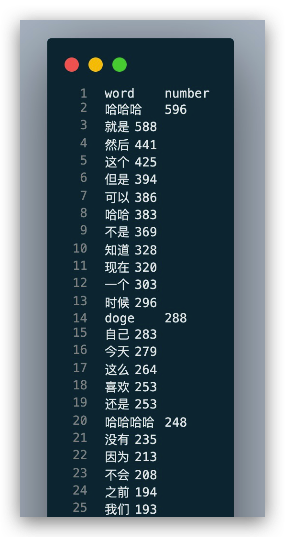 1 word number
2 哈哈哈 596
3 就是 588
4 然后 441
5 这个 425
6 但是 394
7 可以 386
8 哈哈 383
9 不是 369
10 知道 328
11 现在 320
12 一个 303
13 时候 296
14 doge 288
15 自己 283
16 今天 279
17 这么 264
18 喜欢 253
19 还是 253
20 哈哈哈哈 248
21 没有 235
22 因为 213
23 不会 208
24 之前 194
25 我们 193